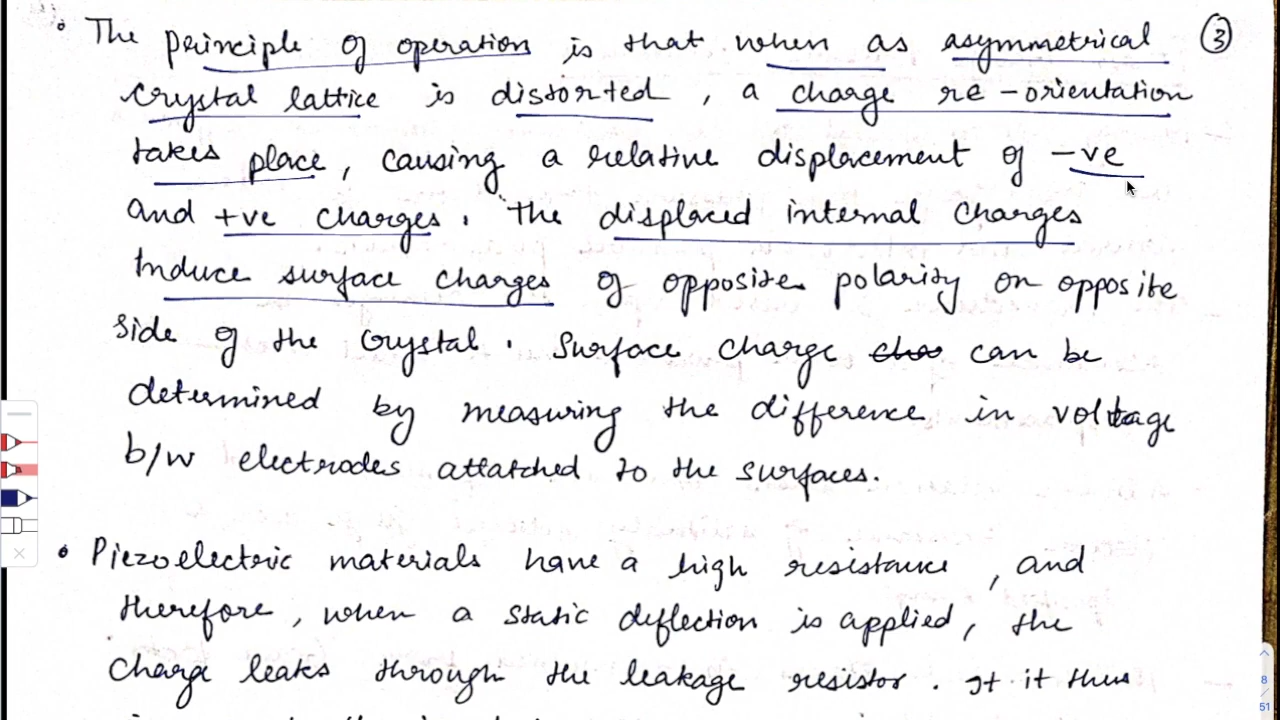 • The principle of operation is that when as asymmetrical ③
crystal lattice is distorted, a charge re-orientation
takes place, causing a relative displacement of -ve
and +ve charges. The displaced internal charges
Induce surface charges of opposite polarity on opposite
side of the crystal. Surface charge can be
determined by measuring the difference in voltage
b/w electrodes attatched to the surfaces.
• Piezoelectric materials have a high resistance, and
therefore, when a static deflection is applied, the
charge leaks through the leakage resistor. It it thus
8
51